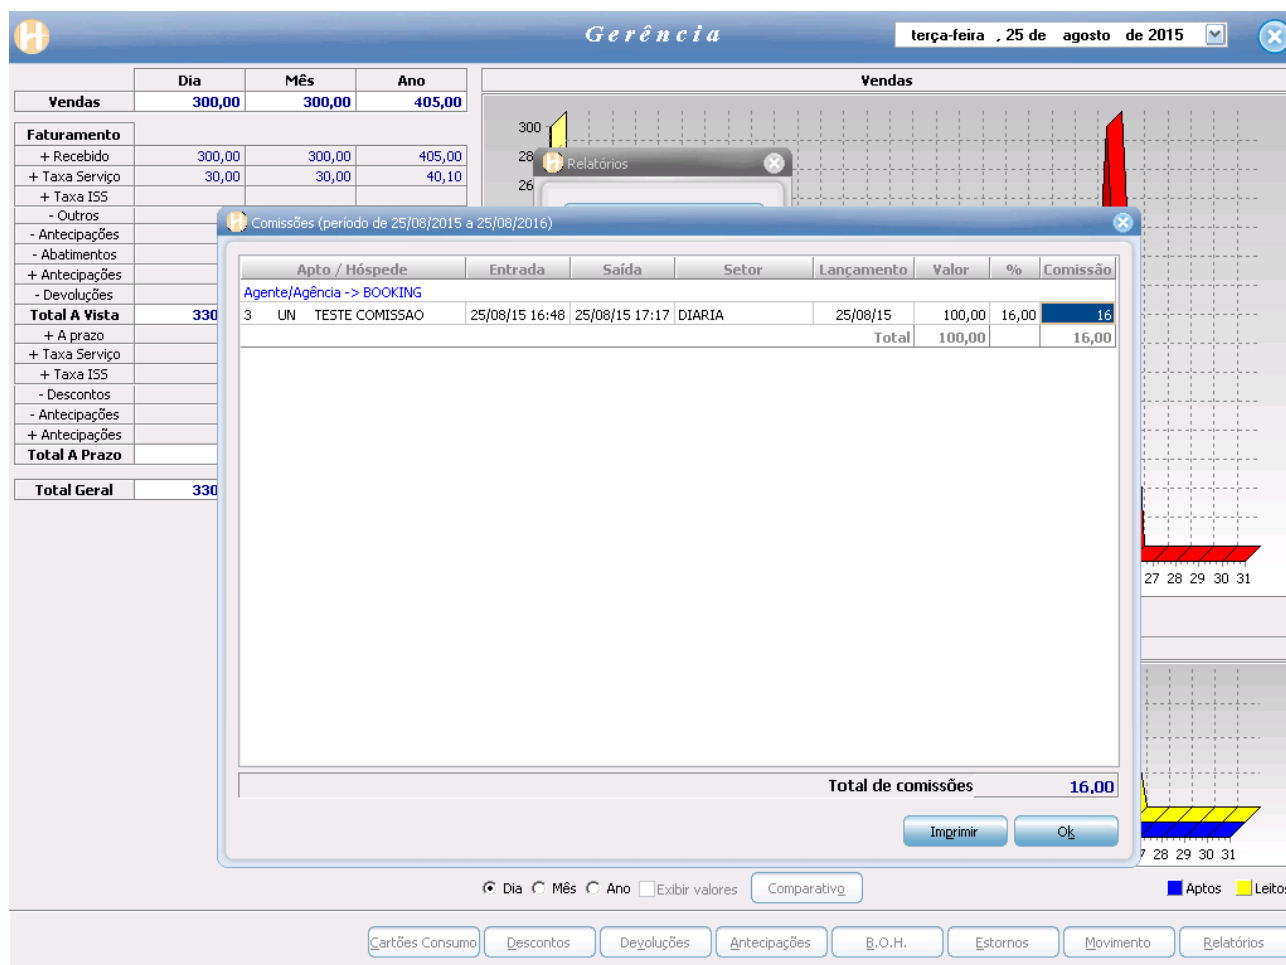 Gerência
terça-feira , 25 de agosto de 2015
Dia Mês Ano
Vendas 300,00 300,00 405,00
Faturamento
+ Recebido 300,00 300,00 405,00
+ Taxa Serviço 30,00 30,00 40,10
+ Taxa ISS
- Outros
- Antecipações
- Abatimentos
+ Antecipações
- Devoluções
Total A Vista 330
+ A prazo
+ Taxa Serviço
+ Taxa ISS
- Descontos
- Antecipações
+ Antecipações
Total A Prazo
Total Geral 330
Vendas
300
28
26
Relatórios
Comissões (período de 25/08/2015 a 25/08/2016)
Apto / Hóspede Entrada Saída Setor Lançamento Valor % Comissão
Agente/Agência -> BOOKING
3 UN TESTE COMISSAO 25/08/15 16:48 25/08/15 17:17 DIARIA 25/08/15 100,00 16,00 16
Total 100,00 16,00
Total de comissões 16,00
Imprimir Ok
27 28 29 30 31
28 29 30 31
Dia Mês Ano Exibir valores Comparativo
Aptos Leitos
Cartões Consumo Descontos Devoluções Antecipações B.O.H. Estornos Movimento Relatórios